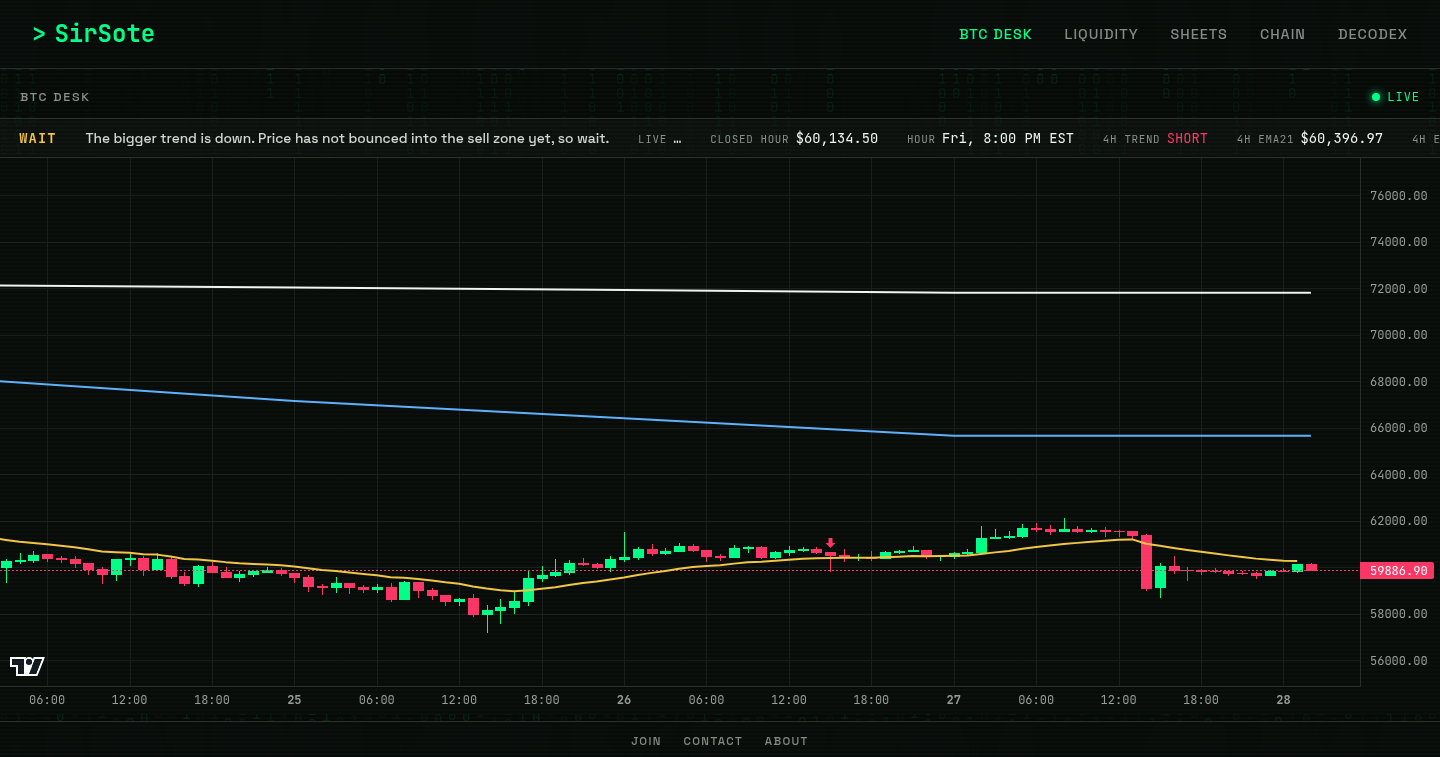 > SirSote
BTC DESK LIQUIDITY SHEETS CHAIN DECODEX
BTC DESK
LIVE
WAIT The bigger trend is down. Price has not bounced into the sell zone yet, so wait. LIVE … CLOSED HOUR $60,134.50 HOUR Fri, 8:00 PM EST 4H TREND SHORT 4H EMA21 $60,396.97 4H E
76000.00
74000.00
72000.00
70000.00
68000.00
66000.00
64000.00
62000.00
59886.90
58000.00
56000.00
06:00 12:00 18:00 25 06:00 12:00 18:00 26 06:00 12:00 18:00 27 06:00 12:00 18:00 28
JOIN CONTACT ABOUT